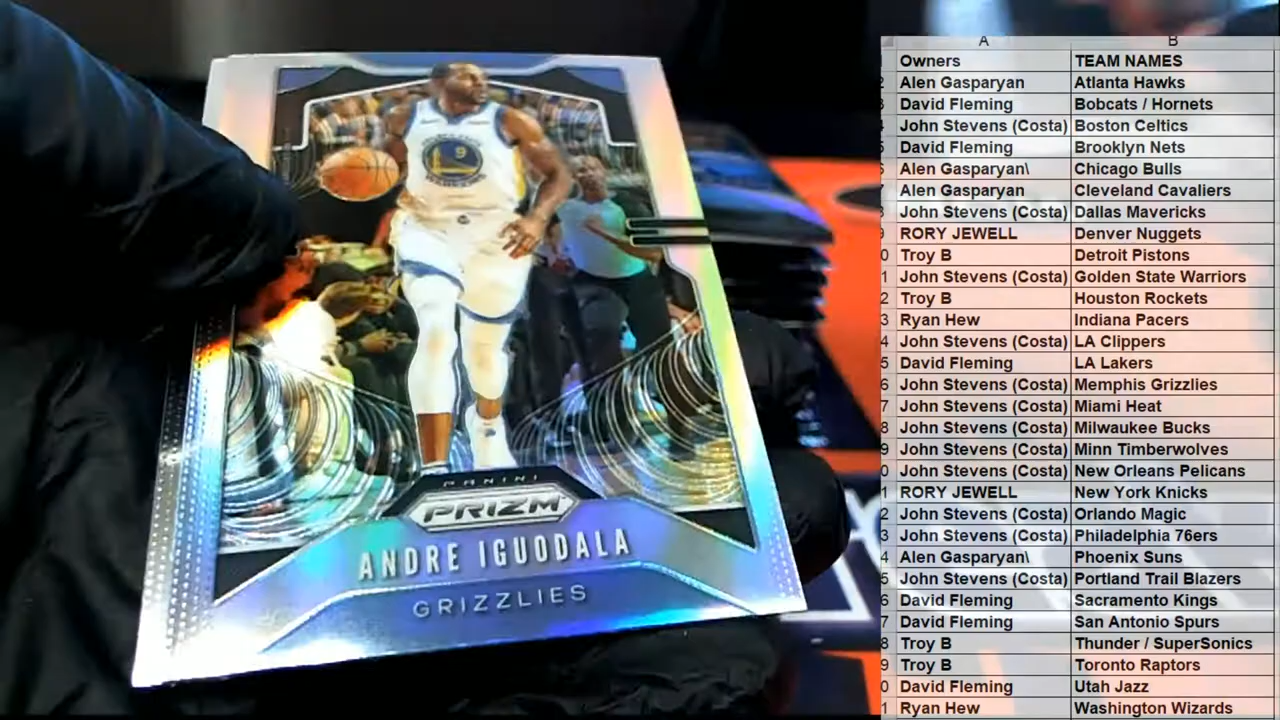 9
PANINI
PRIZM
ANDRE IGUODALA
GRIZZLIES
A B
Owners TEAM NAMES
Alen Gasparyan Atlanta Hawks
David Fleming Bobcats / Hornets
John Stevens (Costa) Boston Celtics
David Fleming Brooklyn Nets
Alen Gasparyan\ Chicago Bulls
Alen Gasparyan Cleveland Cavaliers
John Stevens (Costa) Dallas Mavericks
RORY JEWELL Denver Nuggets
Troy B Detroit Pistons
John Stevens (Costa) Golden State Warriors
Troy B Houston Rockets
Ryan Hew Indiana Pacers
John Stevens (Costa) LA Clippers
David Fleming LA Lakers
John Stevens (Costa) Memphis Grizzlies
John Stevens (Costa) Miami Heat
John Stevens (Costa) Milwaukee Bucks
John Stevens (Costa) Minn Timberwolves
John Stevens (Costa) New Orleans Pelicans
RORY JEWELL New York Knicks
John Stevens (Costa) Orlando Magic
John Stevens (Costa) Philadelphia 76ers
Alen Gasparyan\ Phoenix Suns
John Stevens (Costa) Portland Trail Blazers
David Fleming Sacramento Kings
David Fleming San Antonio Spurs
Troy B Thunder / SuperSonics
Troy B Toronto Raptors
David Fleming Utah Jazz
Ryan Hew Washington Wizards